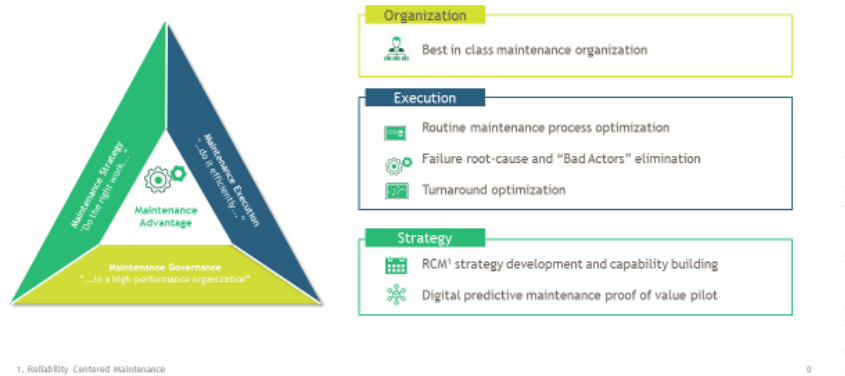 Maintenance Strategy
"Do the right work..."
Maintenance Execution
"...do it efficiently..."
Maintenance
Advantage
Maintenance Governance
"...in a high-performance organization"
Organization
Best in class maintenance organization
Execution
Routine maintenance process optimization
Failure root-cause and “Bad Actors” elimination
Turnaround optimization
Strategy
RCM¹ strategy development and capability building
Digital predictive maintenance proof of value pilot
1. Reliability Centered Maintenance
0